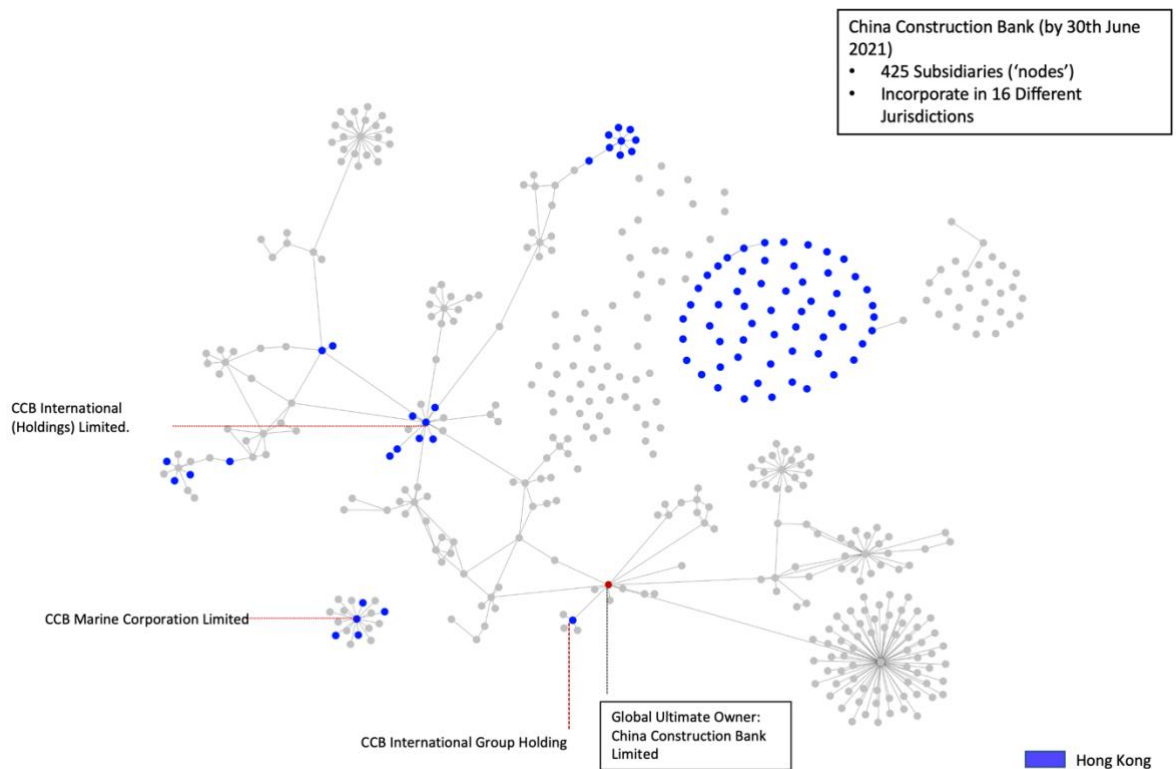 China Construction Bank (by 30th June
2021)
• 425 Subsidiaries ('nodes')
• Incorporate in 16 Different
Jurisdictions
CCB International
(Holdings) Limited.
CCB Marine Corporation Limited
CCB International Group Holding
Global Ultimate Owner:
China Construction Bank
Limited
Hong Kong